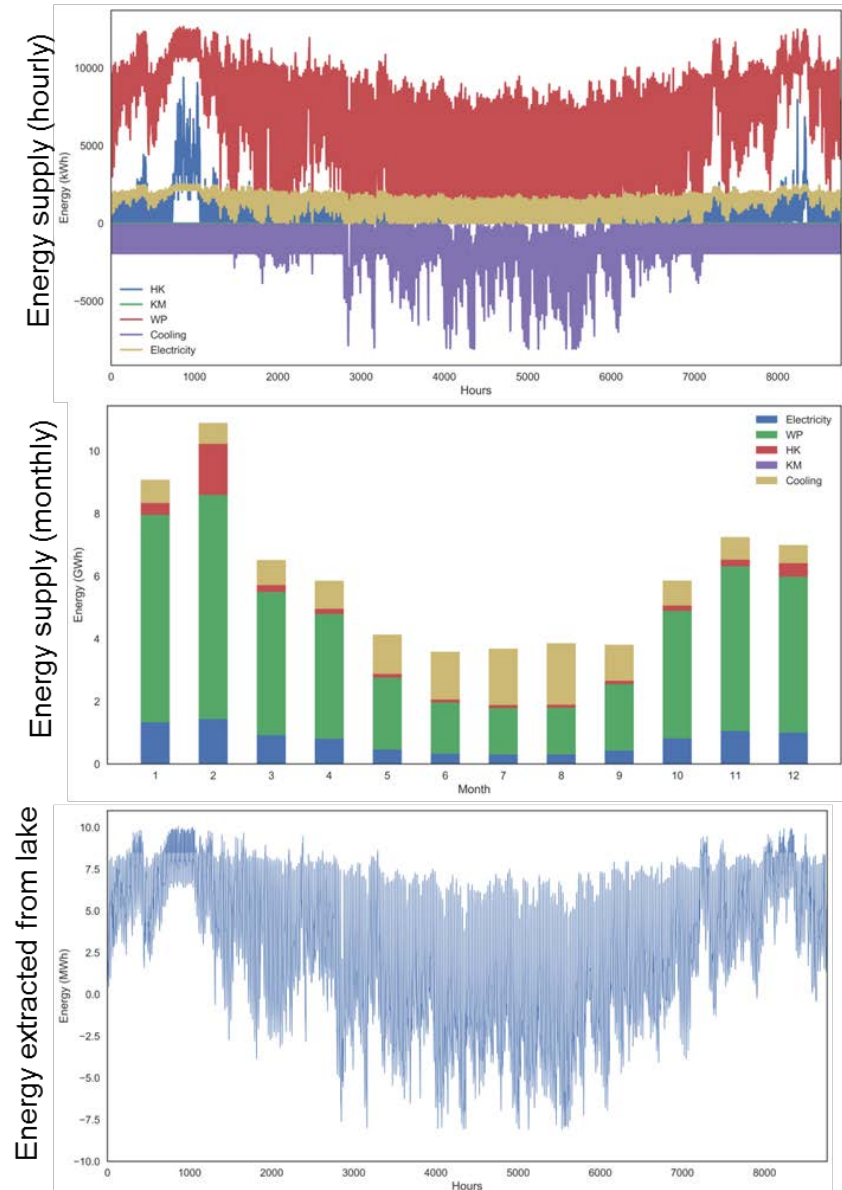 Energy supply (hourly)
Energy (kWh)
10000
5000
0
−5000
HK
KM
WP
Cooling
Electricity
0 1000 2000 3000 4000 5000 6000 7000 8000
Hours
Energy supply (monthly)
Energy (GWh)
10
8
6
4
2
0
Electricity
WP
HK
KM
Cooling
1 2 3 4 5 6 7 8 9 10 11 12
Month
Energy extracted from lake
Energy (MWh)
10.0
7.5
5.0
2.5
0.0
−2.5
−5.0
−7.5
−10.0
0 1000 2000 3000 4000 5000 6000 7000 8000
Hours